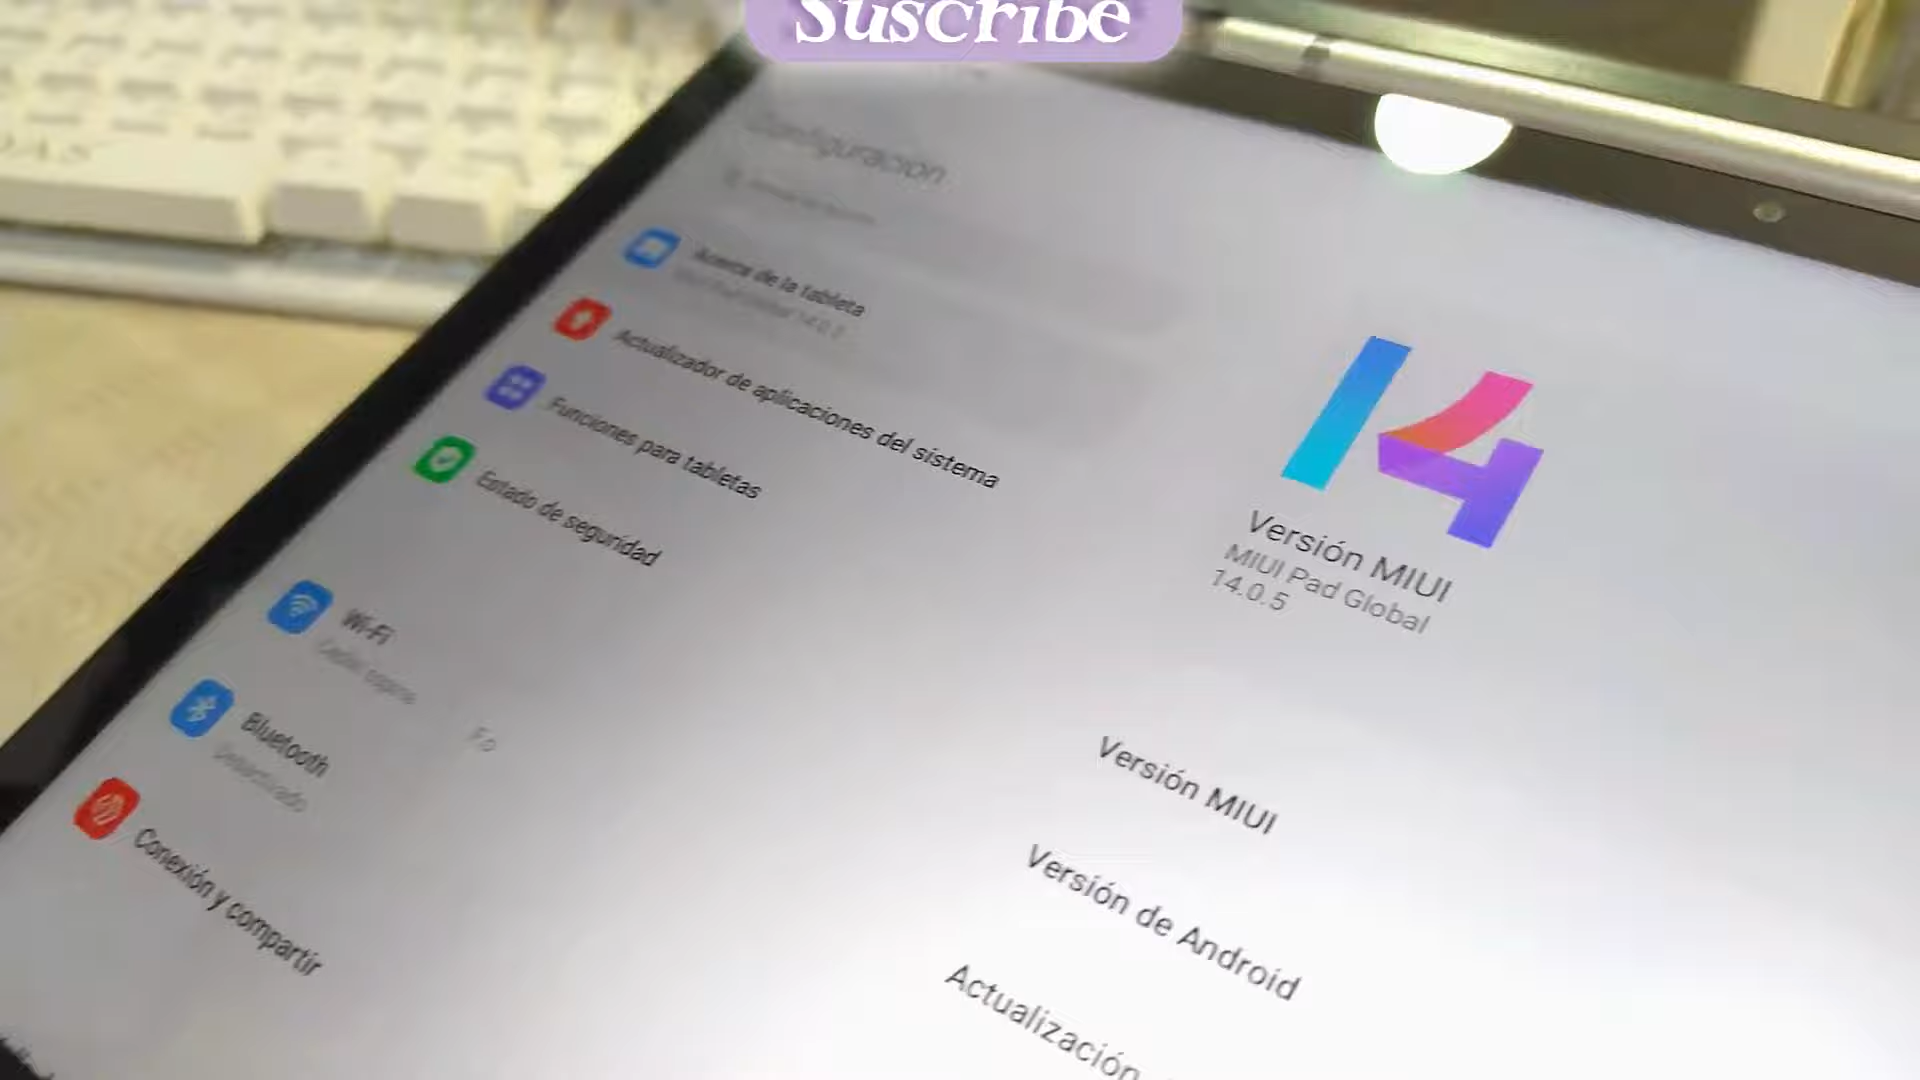 Suscribe
Configuración
Acerca de la tableta
Actualizador de aplicaciones del sistema
Funciones para tabletas
Estado de seguridad
Wi-Fi
Bluetooth
Desactivado
Conexión y compartir
14
Versión MIUI
MIUI Pad Global
14.0.5
Versión MIUI
Versión de Android
Actualización